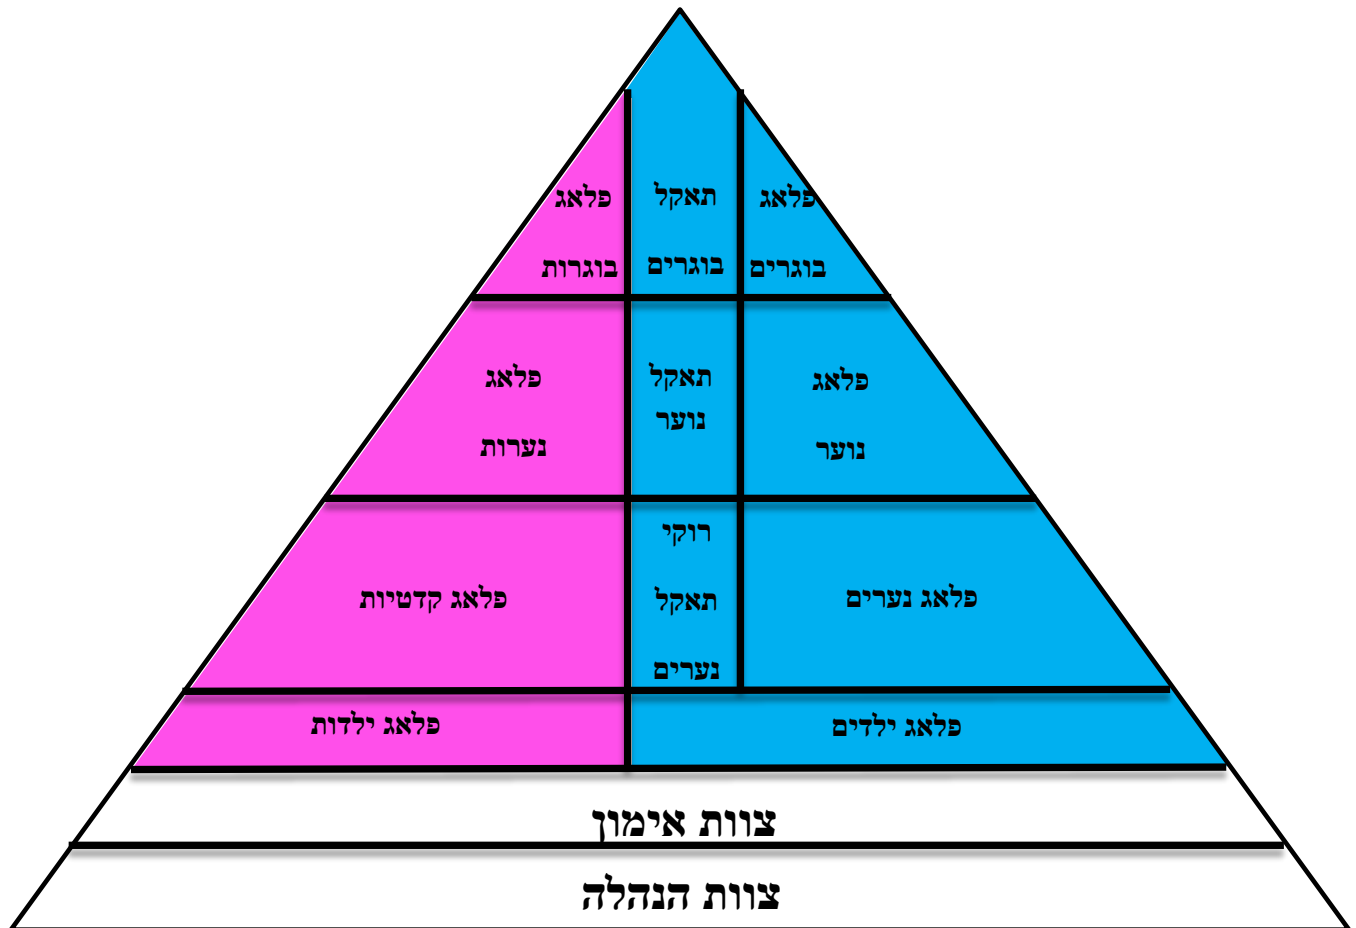 פלאג
בוגרים
תאקל
בוגרים
פלאג
בוגרות
פלאג
נוער
תאקל
נוער
פלאג
נערות
פלאג נערים
רוקי
תאקל
נערים
פלאג קדטיות
פלאג ילדים
פלאג ילדות
צוות אימון
צוות הנהלה